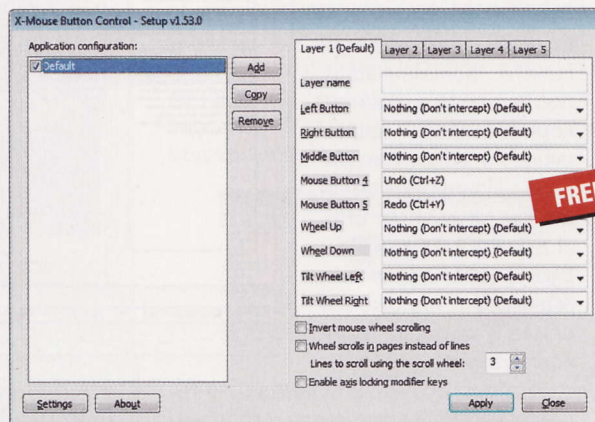 X-Mouse Button Control - Setup v1.53.0
Application configuration:
Default
Add
Copy
Remove
Layer 1 (Default) Layer 2 Layer 3 Layer 4 Layer 5
Layer name
Left Button Nothing (Don't intercept) (Default)
Right Button Nothing (Don't intercept) (Default)
Middle Button Nothing (Don't intercept) (Default)
Mouse Button 4 Undo (Ctrl+Z)
Mouse Button 5 Redo (Ctrl+Y)
Wheel Up Nothing (Don't intercept) (Default)
Wheel Down Nothing (Don't intercept) (Default)
Tilt Wheel Left Nothing (Don't intercept) (Default)
Tilt Wheel Right Nothing (Don't intercept) (Default)
Invert mouse wheel scrolling
Wheel scrolls in pages instead of lines
Lines to scroll using the scroll wheel: 3
Enable axis locking modifier keys
Settings About Apply Close